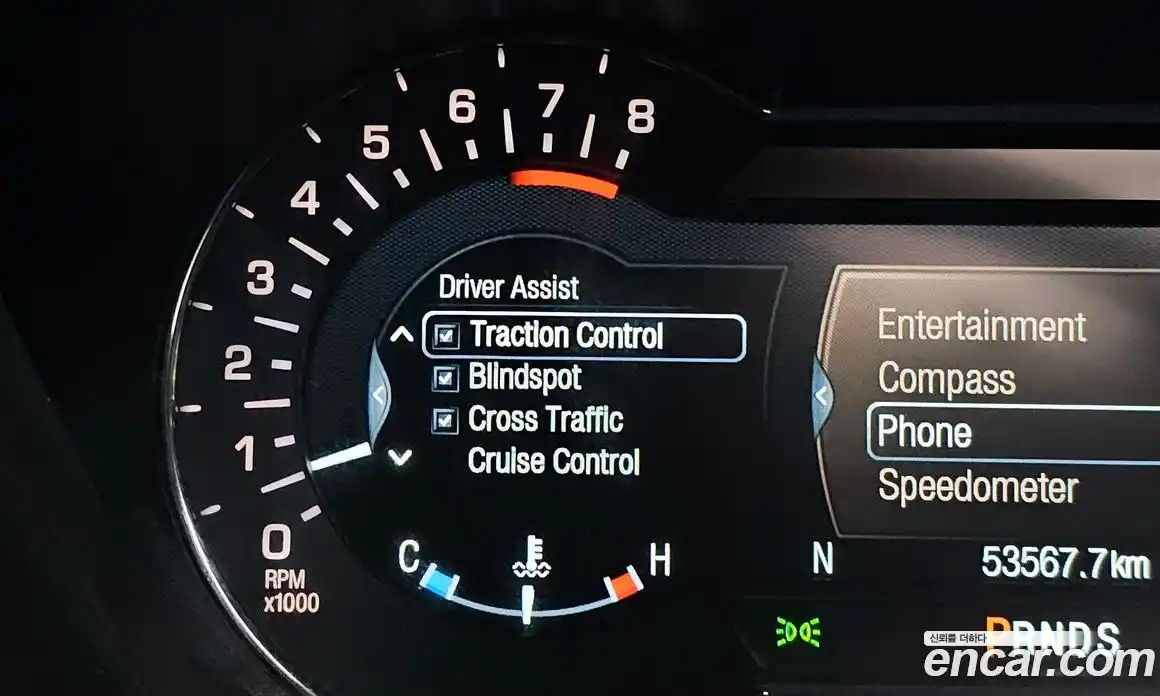 0
1
2
3
4
5
6
7
8
RPM
x1000
Driver Assist
Traction Control
Blindspot
Cross Traffic
Cruise Control
C
H
Entertainment
Compass
Phone
Speedometer
N
53567.7km
PRNDS
신뢰를 더하다
encar.com